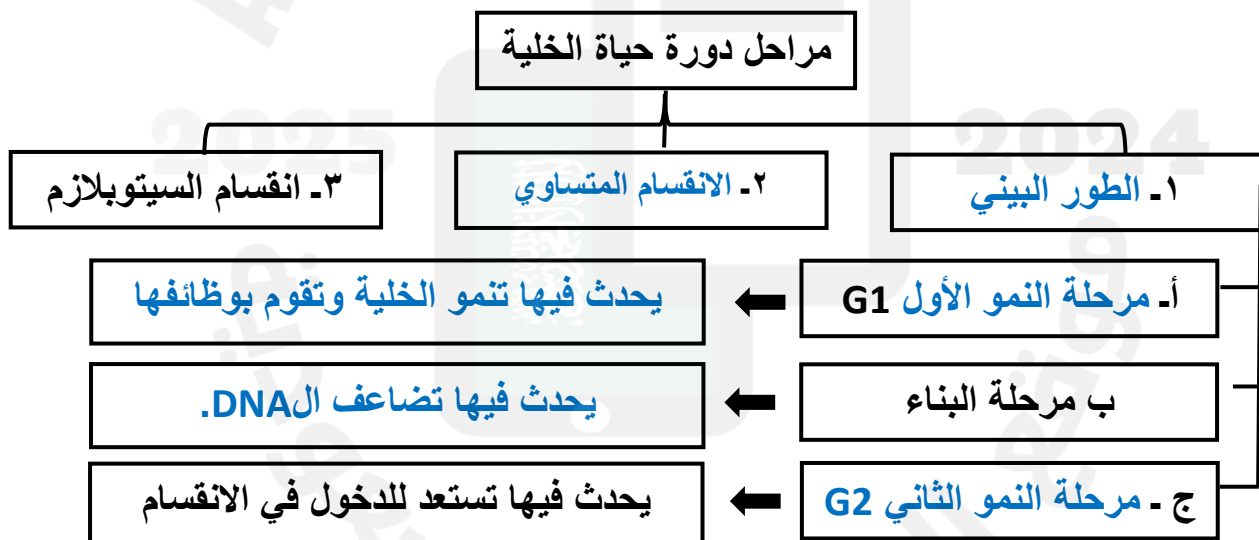 مراحل دورة حياة الخلية
2025
2024
١ـ الطور البيني
٢ـ الانقسام المتساوي
٣ـ انقسام السيتوبلازم
أـ مرحلة النمو الأول G1
يحدث فيها تنمو الخلية وتقوم بوظائفها
ب مرحلة البناء
يحدث فيها تضاعف الDNA.
ج ـ مرحلة النمو الثاني G2
يحدث فيها تستعد للدخول في الانقسام